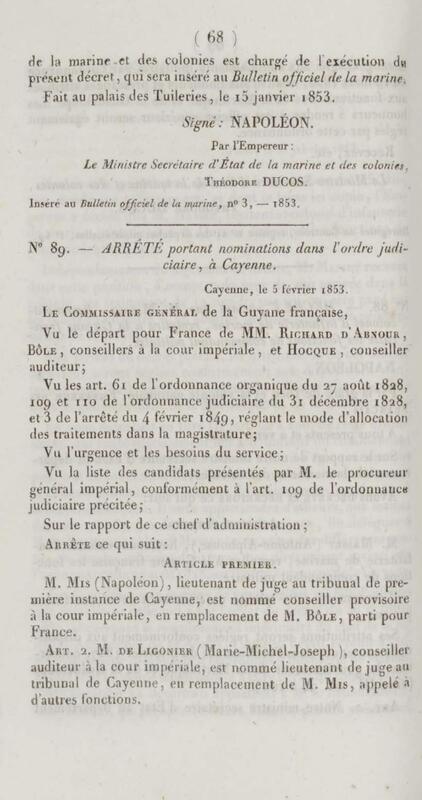 ( 68 )
de la marine et des colonies est chargé de l'exécution du
présent décret, qui sera inséré au Bulletin officiel de la marine.
Fait au palais des Tuileries, le 15 janvier 1853.
Signé : NAPOLÉON.
Par l'Empereur :
Le Ministre Secrétaire d'État de la marine et des colonies,
THÉODORE DUCOS.
Inséré au Bulletin officiel de la marine, n° 3, — 1853.
N° 89. — ARRÊTÉ portant nominations dans l'ordre judi-
ciaire, à Cayenne.
Cayenne, le 5 février 1853.
LE COMMISSAIRE GÉNÉRAL de la Guyane française,
Vu le départ pour France de MM. RICHARD D'ABNOUR,
BÔLE, conseillers à la cour impériale, et HOCQUE, conseiller
auditeur;
Vu les art. 61 de l'ordonnance organique du 27 août 1828,
109 et 110 de l'ordonnance judiciaire du 31 décembre 1828,
et 3 de l'arrêté du 4 février 1849, réglant le mode d'allocation
des traitements dans la magistrature;
Vu l'urgence et les besoins du service;
Vu la liste des candidats présentés par M. le procureur
général impérial, conformément à l'art. 109 de l'ordonnance
judiciaire précitée;
Sur le rapport de ce chef d'administration;
ARRÊTE ce qui suit :
ARTICLE PREMIER.
M. MIS (Napoléon), lieutenant de juge au tribunal de pre-
mière instance de Cayenne, est nommé conseiller provisoire
à la cour impériale, en remplacement de M. BÔLE, parti pour
France.
ART. 2. M. DE LIGONIER ( Marie-Michel-Joseph ), conseiller
auditeur à la cour impériale, est nommé lieutenant de juge au
tribunal de Cayenne, en remplacement de M. MIS, appelé à
d'autres fonctions.